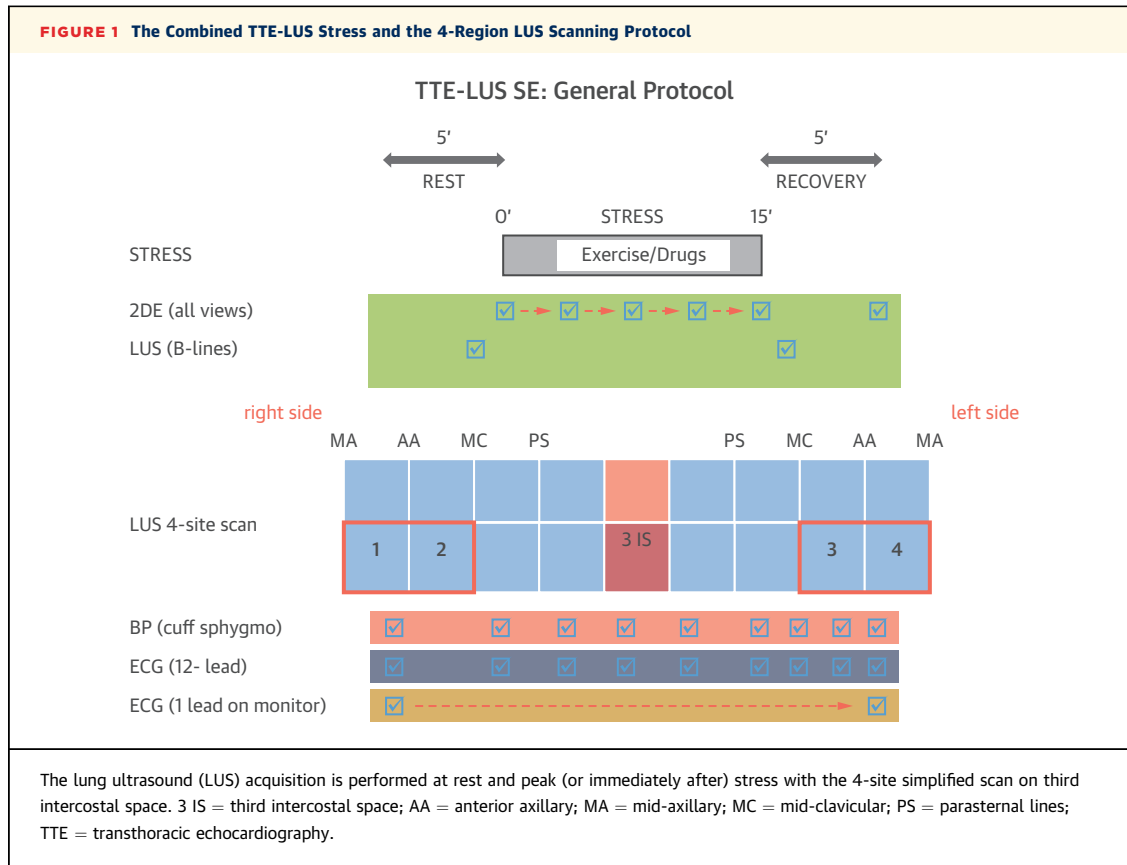 FIGURE 1 The Combined TTE-LUS Stress and the 4-Region LUS Scanning Protocol
TTE-LUS SE: General Protocol
5′ 5′
REST RECOVERY
0′ STRESS 15′
STRESS Exercise/Drugs
2DE (all views)
LUS (B-lines)
right side left side
MA AA MC PS PS MC AA MA
LUS 4-site scan
1 2 3 IS 3 4
BP (cuff sphygmo)
ECG (12- lead)
ECG (1 lead on monitor)
The lung ultrasound (LUS) acquisition is performed at rest and peak (or immediately after) stress with the 4-site simplified scan on third
intercostal space. 3 IS = third intercostal space; AA = anterior axillary; MA = mid-axillary; MC = mid-clavicular; PS = parasternal lines;
TTE = transthoracic echocardiography.